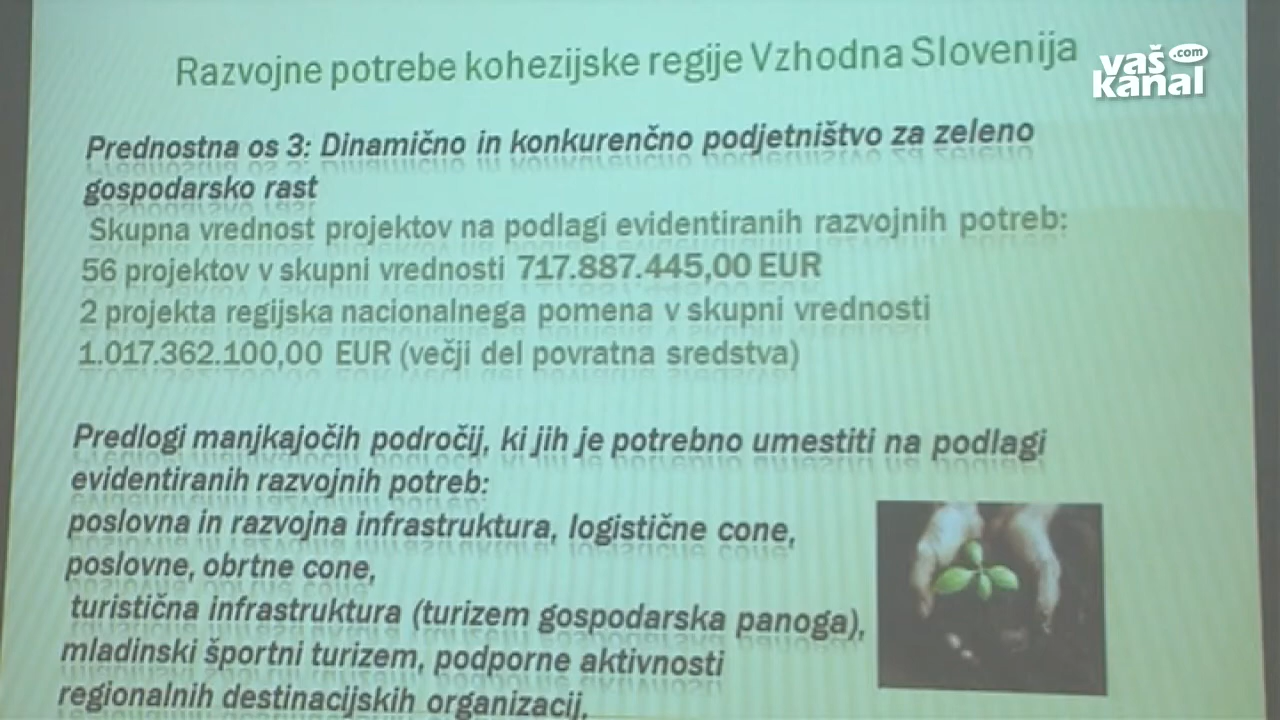 Razvojne potrebe kohezijske regije Vzhodna Slovenija
vaš
.com
kanal
Prednostna os 3: Dinamično in konkurenčno podjetništvo za zeleno
gospodarsko rast
Skupna vrednost projektov na podlagi evidentiranih razvojnih potreb:
56 projektov v skupni vrednosti 717.887.445,00 EUR
2 projekta regijska nacionalnega pomena v skupni vrednosti
1.017.362.100,00 EUR (večji del povratna sredstva)
Predlogi manjkajočih področij, ki jih je potrebno umestiti na podlagi
evidentiranih razvojnih potreb:
poslovna in razvojna infrastruktura, logistične cone,
poslovne, obrtne cone,
turistična infrastruktura (turizem gospodarska panoga),
mladinski športni turizem, podporne aktivnosti
regionalnih destinacijskih organizacij,